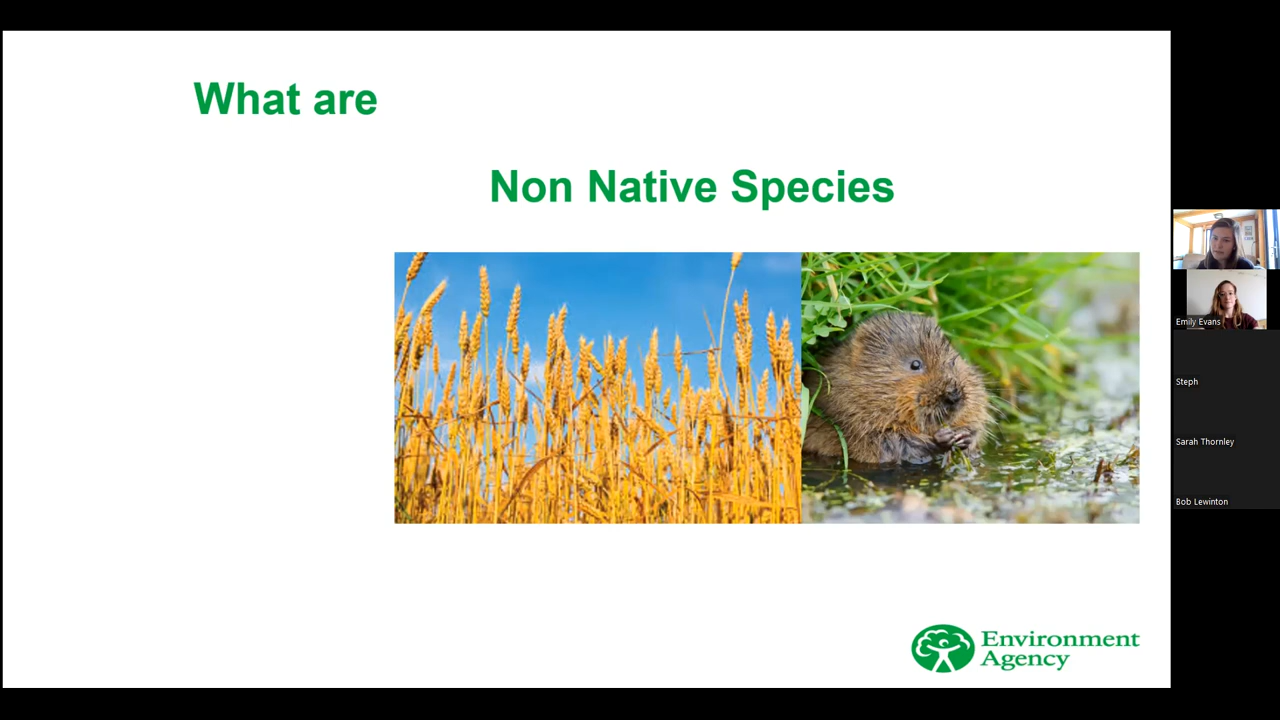 What are
Non Native Species
Environment
Agency
Emily Evans
Steph
Sarah Thornley
Bob Lewinton